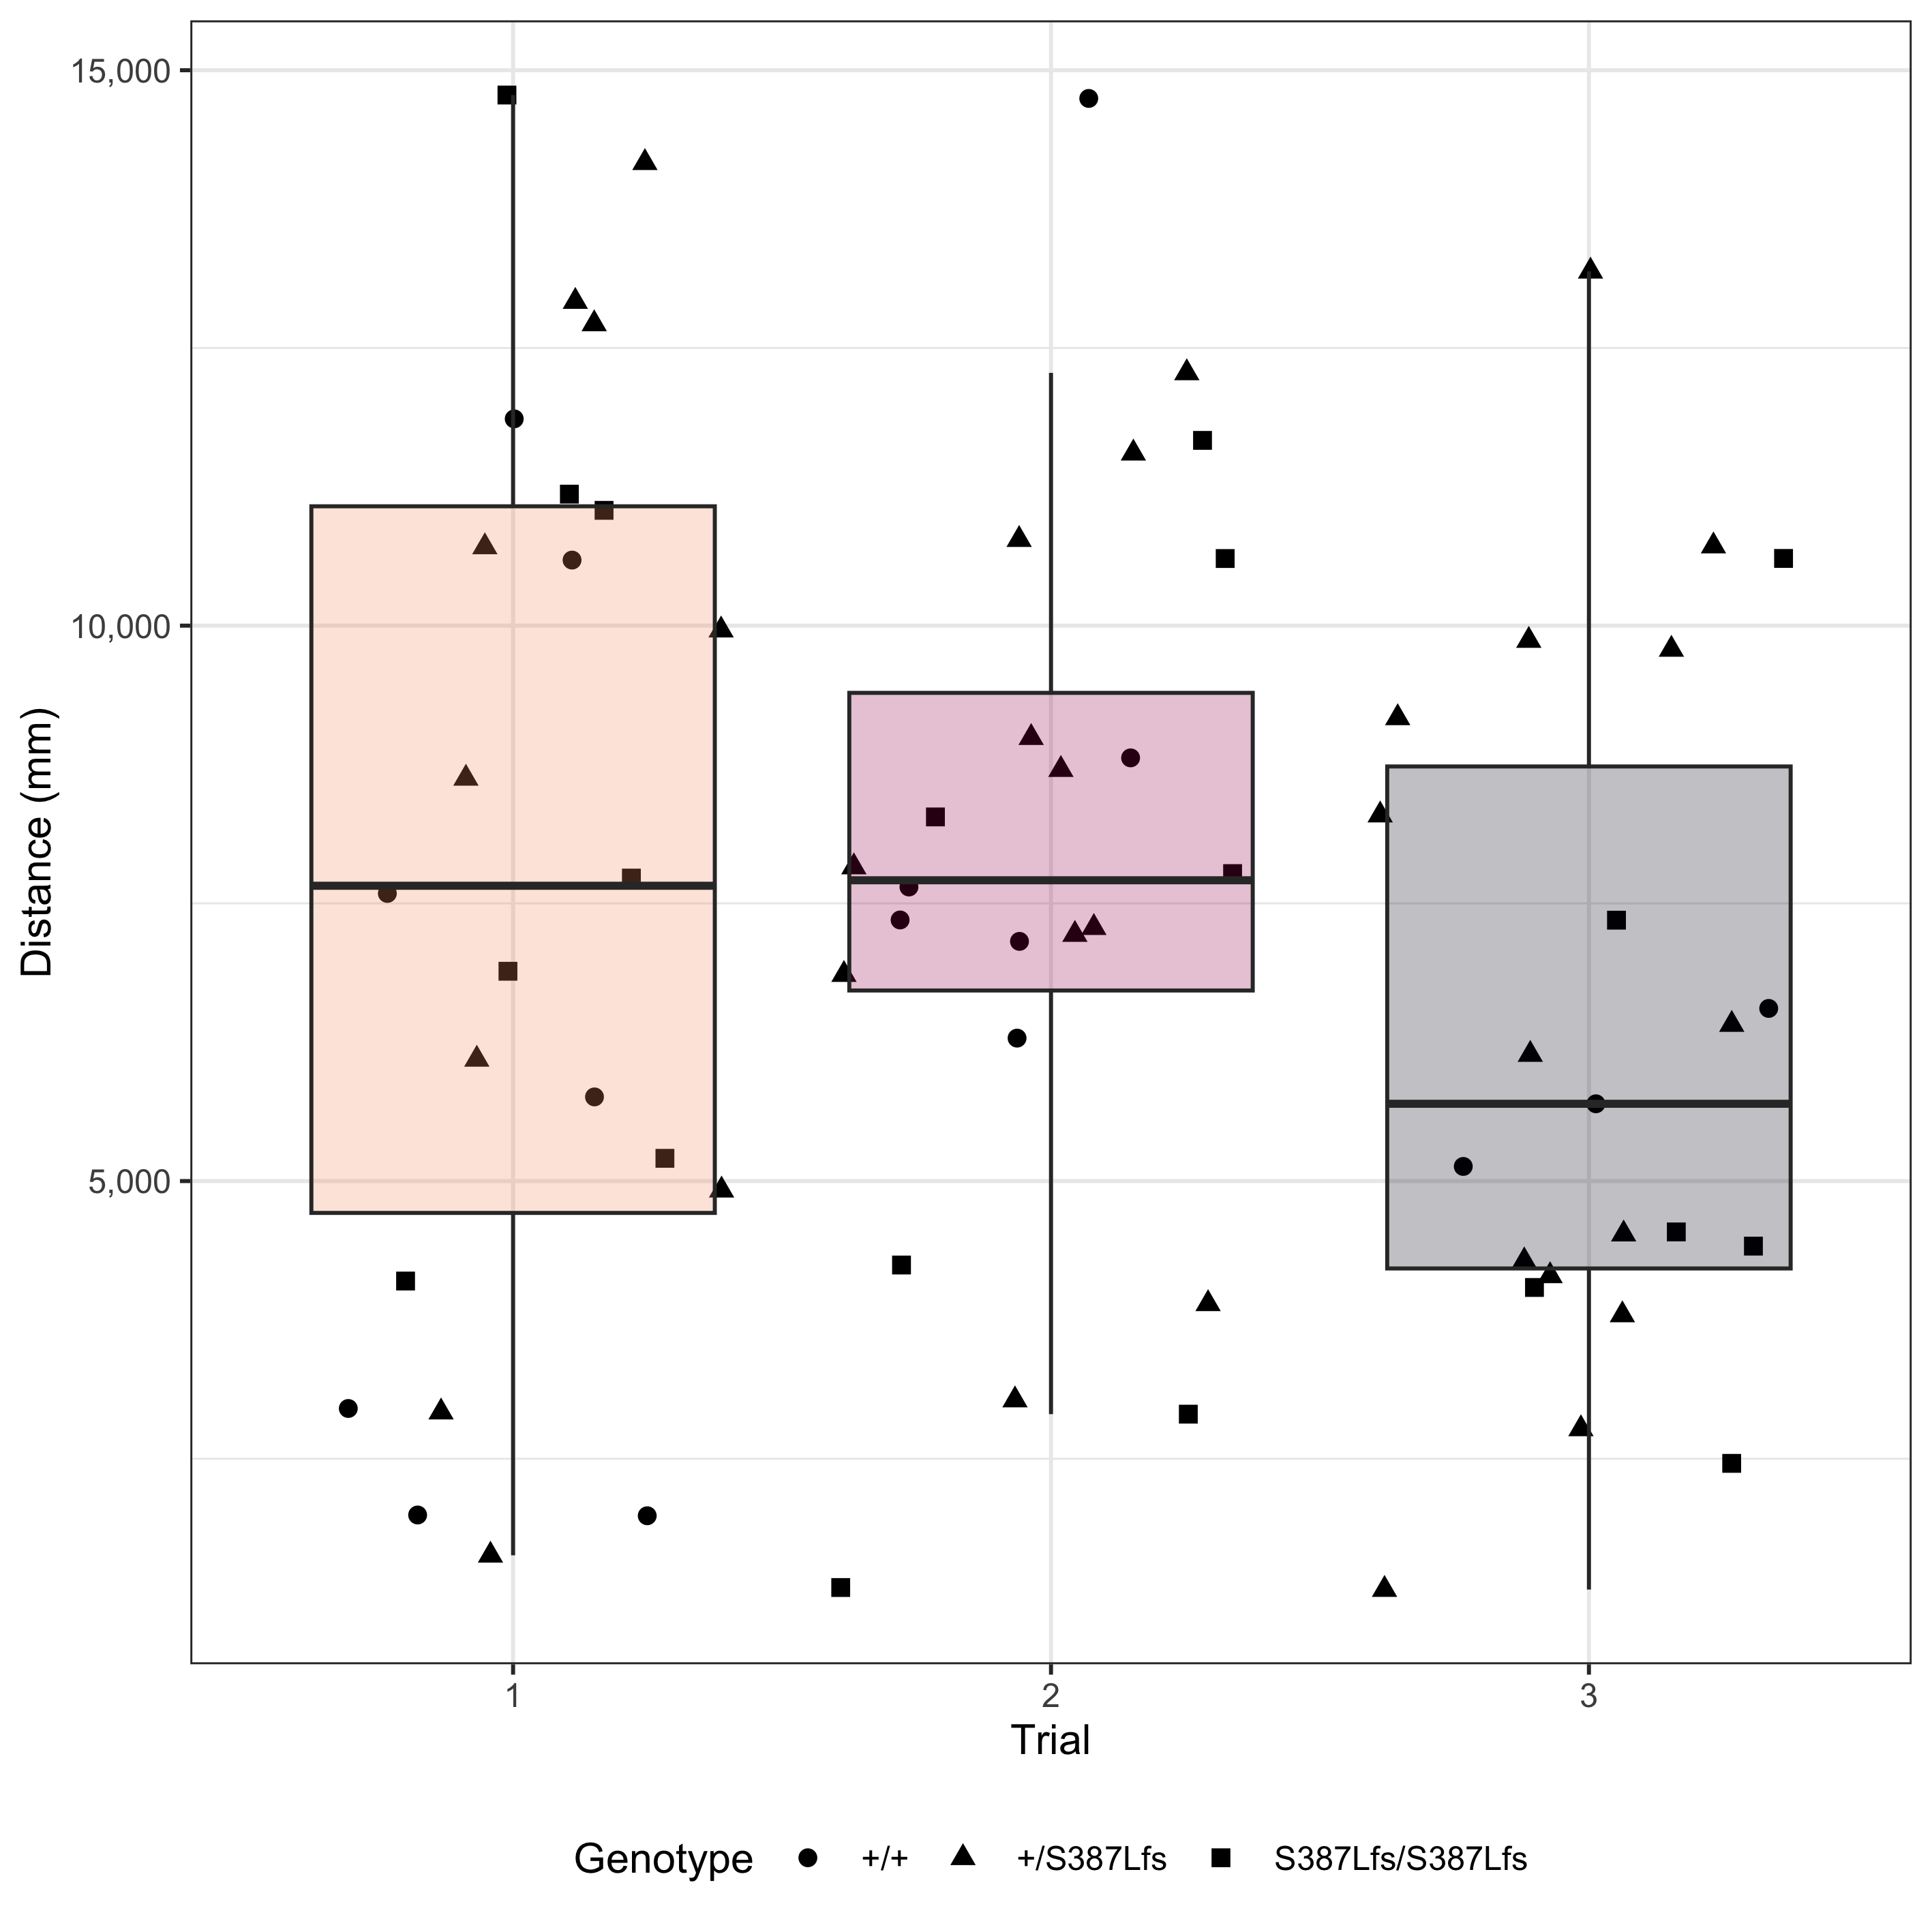 15,000
10,000
5,000
Distance (mm)
1 2 3
Trial
Genotype +/+ +/S387Lfs S387Lfs/S387Lfs